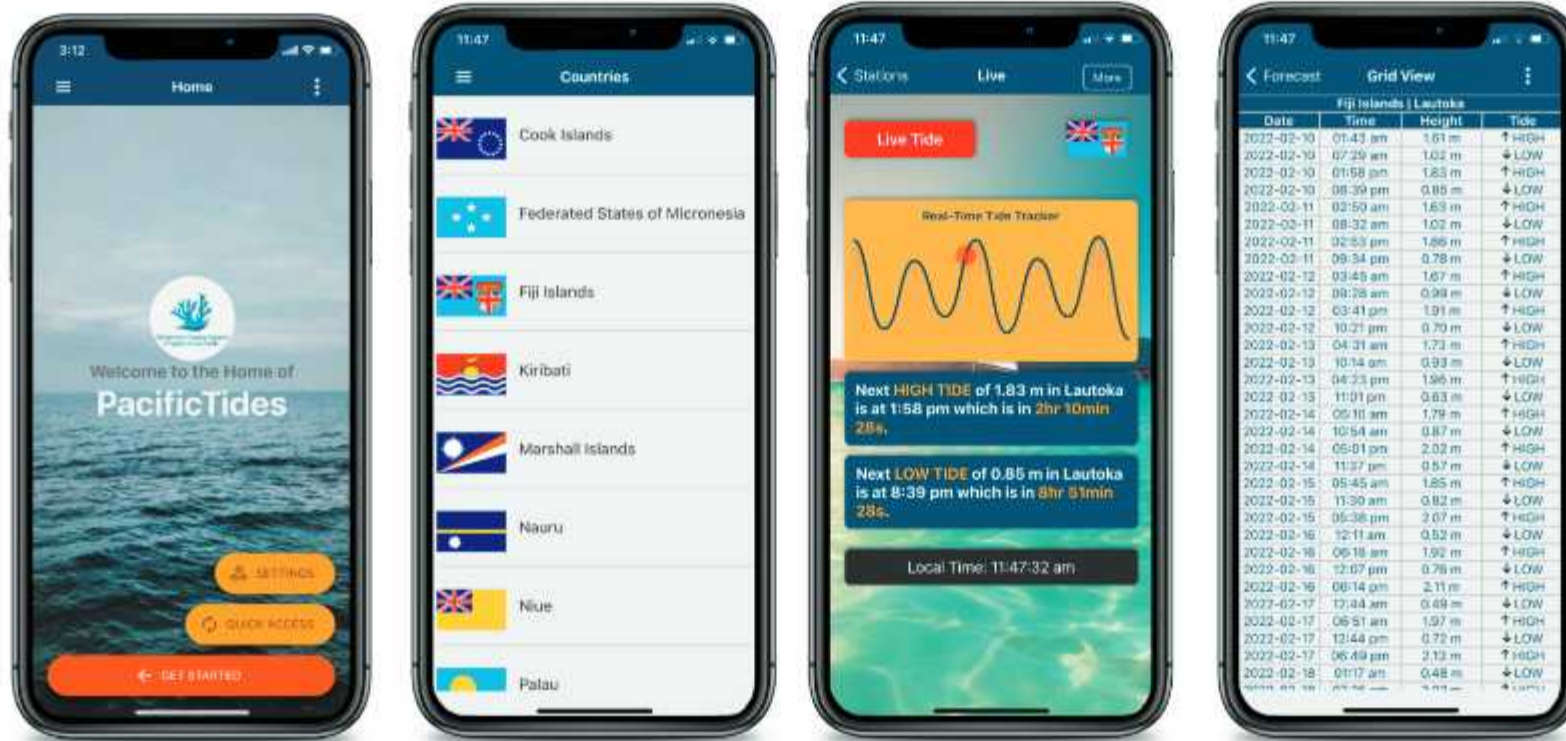 3:12
Home
Welcome to the Home of
PacificTides
SETTINGS
QUICK ACCESS
GET STARTED
11:47
Countries
Cook Islands
Federated States of Micronesia
Fiji Islands
Kiribati
Marshall Islands
Nauru
Niue
Palau
11:47
Stations Live More
Live Tide
Real-Time Tide Tracker
Next HIGH TIDE of 1.83 m in Lautoka
is at 1:58 pm which is in 2hr 10min
28s.
Next LOW TIDE of 0.85 m in Lautoka
is at 8:39 pm which is in 8hr 51min
28s.
Local Time: 11:47:32 am
11:47
Forecast Grid View
Fiji Islands | Lautoka
Date Time Height Tide
2022-02-10 01:43 am 1.61 m ↑ HIGH
2022-02-10 07:29 am 1.02 m ↓ LOW
2022-02-10 01:58 pm 1.83 m ↑ HIGH
2022-02-10 08:39 pm 0.85 m ↓ LOW
2022-02-11 02:50 am 1.63 m ↑ HIGH
2022-02-11 08:32 am 1.02 m ↓ LOW
2022-02-11 02:53 pm 1.86 m ↑ HIGH
2022-02-11 09:34 pm 0.78 m ↓ LOW
2022-02-12 03:45 am 1.67 m ↑ HIGH
2022-02-12 09:28 am 0.99 m ↓ LOW
2022-02-12 03:41 pm 1.91 m ↑ HIGH
2022-02-12 10:21 pm 0.70 m ↓ LOW
2022-02-13 04:31 am 1.73 m ↑ HIGH
2022-02-13 10:14 am 0.93 m ↓ LOW
2022-02-13 04:23 pm 1.96 m ↑ HIGH
2022-02-13 11:01 pm 0.63 m ↓ LOW
2022-02-14 05:10 am 1.79 m ↑ HIGH
2022-02-14 10:54 am 0.87 m ↓ LOW
2022-02-14 05:01 pm 2.02 m ↑ HIGH
2022-02-14 11:37 pm 0.57 m ↓ LOW
2022-02-15 05:45 am 1.85 m ↑ HIGH
2022-02-15 11:30 am 0.82 m ↓ LOW
2022-02-15 05:38 pm 2.07 m ↑ HIGH
2022-02-16 12:11 am 0.52 m ↓ LOW
2022-02-16 06:18 am 1.92 m ↑ HIGH
2022-02-16 12:07 pm 0.76 m ↓ LOW
2022-02-16 06:14 pm 2.11 m ↑ HIGH
2022-02-17 12:44 am 0.49 m ↓ LOW
2022-02-17 06:51 am 1.97 m ↑ HIGH
2022-02-17 12:44 pm 0.72 m ↓ LOW
2022-02-17 06:49 pm 2.13 m ↑ HIGH
2022-02-18 01:17 am 0.48 m ↓ LOW